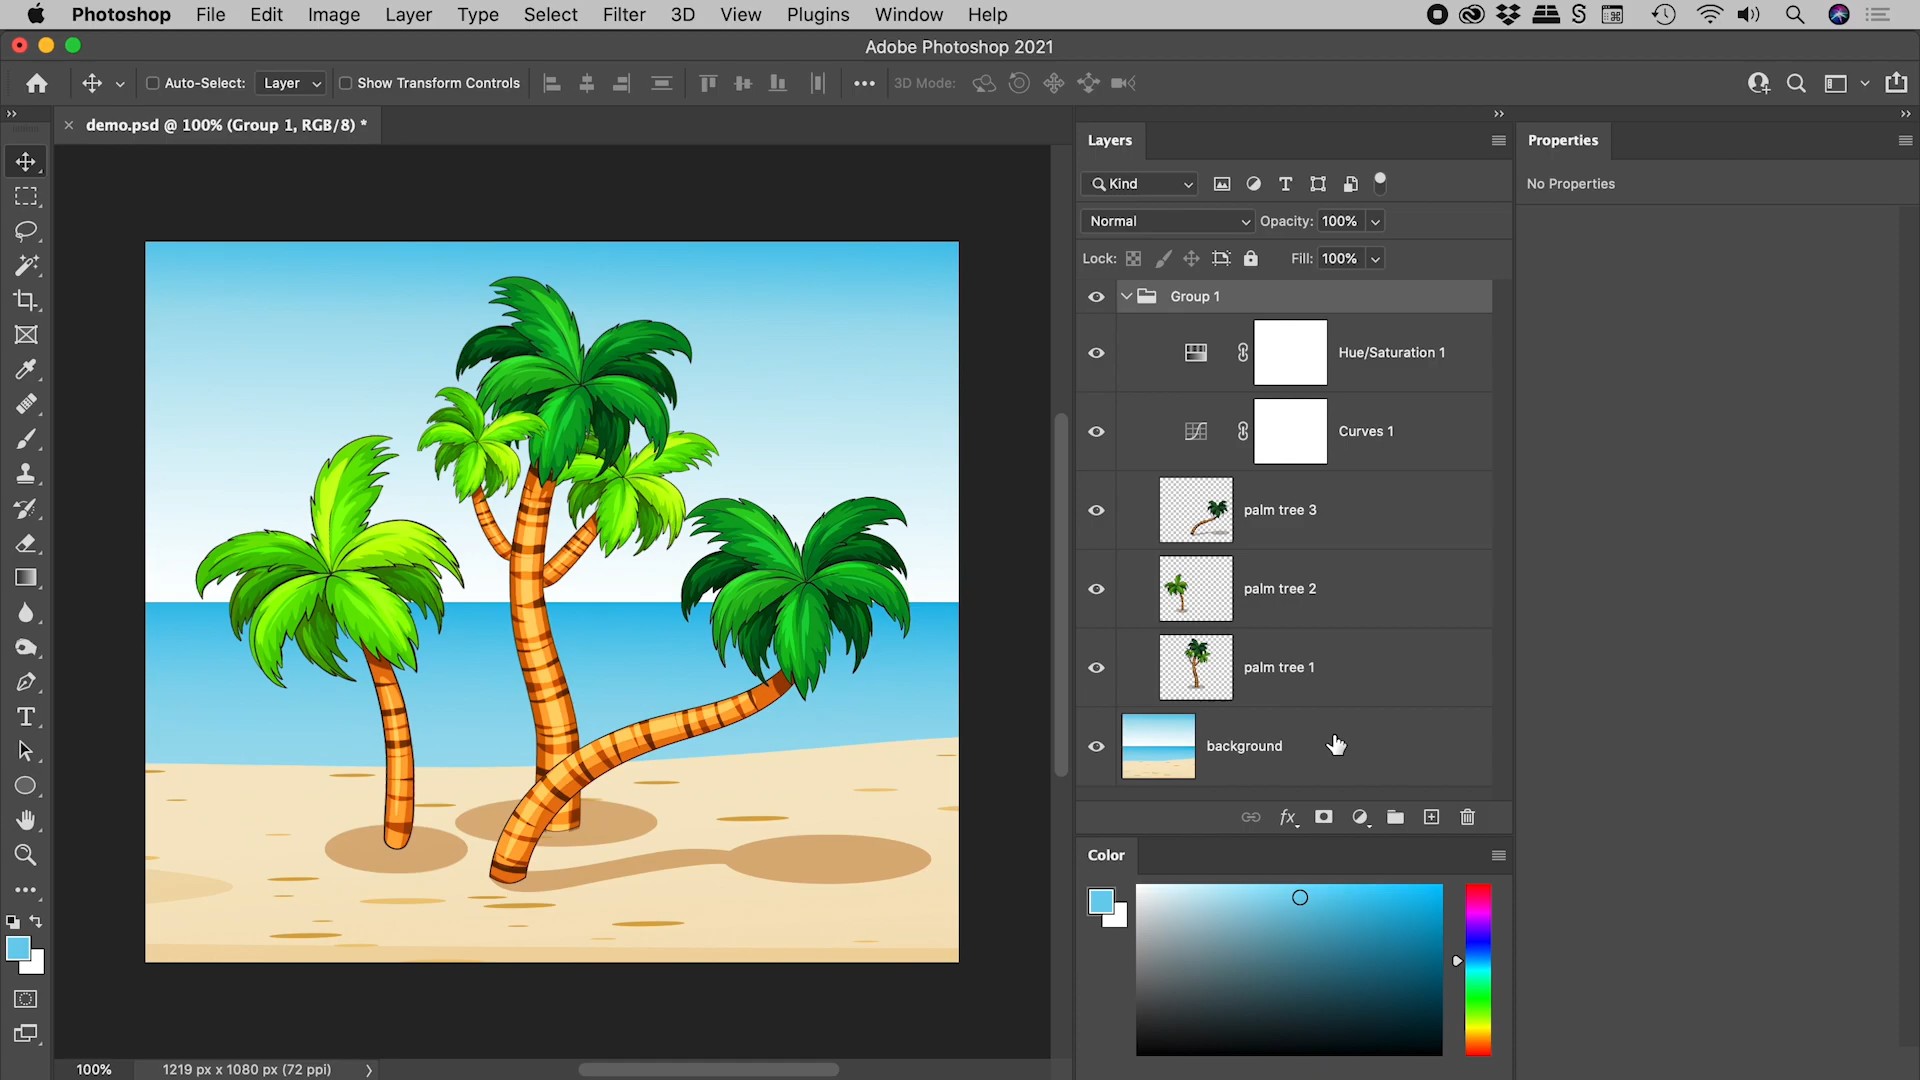 Photoshop File Edit Image Layer Type Select Filter 3D View Plugins Window Help
Adobe Photoshop 2021
Auto-Select: Layer Show Transform Controls 3D Mode:
demo.psd @ 100% (Group 1, RGB/8) *
Layers
Properties
Kind
No Properties
Normal Opacity: 100%
Lock: Fill: 100%
Group 1
Hue/Saturation 1
Curves 1
palm tree 3
palm tree 2
palm tree 1
background
fx
Color
100% 1219 px x 1080 px (72 ppi)